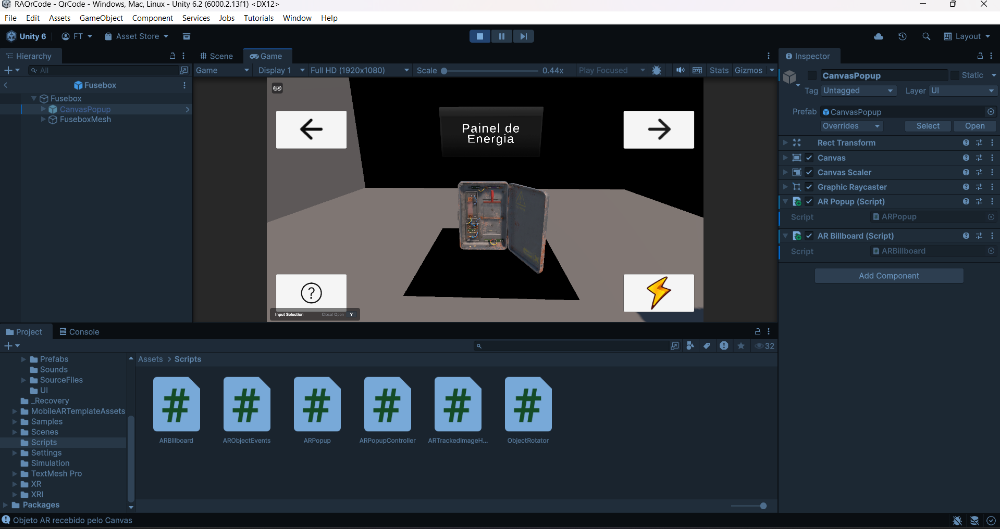 RAQrCode - QrCode - Windows, Mac, Linux - Unity 6.2 (6000.2.13f1) <DX12>
File Edit Assets GameObject Component Services Jobs Tutorials Window Help
Unity 6 FT Asset Store Layout
Hierarchy
All
Fusebox
Fusebox
CanvasPopup
FuseboxMesh
Scene Game
Game Display 1 Full HD (1920x1080) Scale 0.44x Play Focused Stats Gizmos
Painel de
Energia
?
Input Selection Close/ Open Y
Inspector
CanvasPopup Static
Tag Untagged Layer UI
Prefab CanvasPopup
Overrides Select Open
Rect Transform
Canvas
Canvas Scaler
Graphic Raycaster
AR Popup (Script)
Script ARPopup
AR Billboard (Script)
Script ARBillboard
Add Component
Project Console
32
Prefabs
Sounds
SourceFiles
UI
_Recovery
MobileARTemplateAssets
Samples
Scenes
Scripts
Settings
Simulation
TextMesh Pro
XR
XRI
Packages
Assets > Scripts
ARBillboard ARObjectEvents ARPopup ARPopupController ARTrackedImageH... ObjectRotator
Objeto AR recebido pelo Canvas